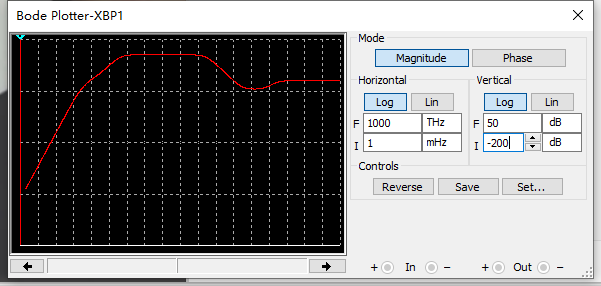 Bode Plotter-XBP1
Mode
Magnitude Phase
Horizontal Vertical
Log Lin Log Lin
F 1000 THz F 50 dB
I 1 mHz I -200 dB
Controls
Reverse Save Set...
+ In − + Out −